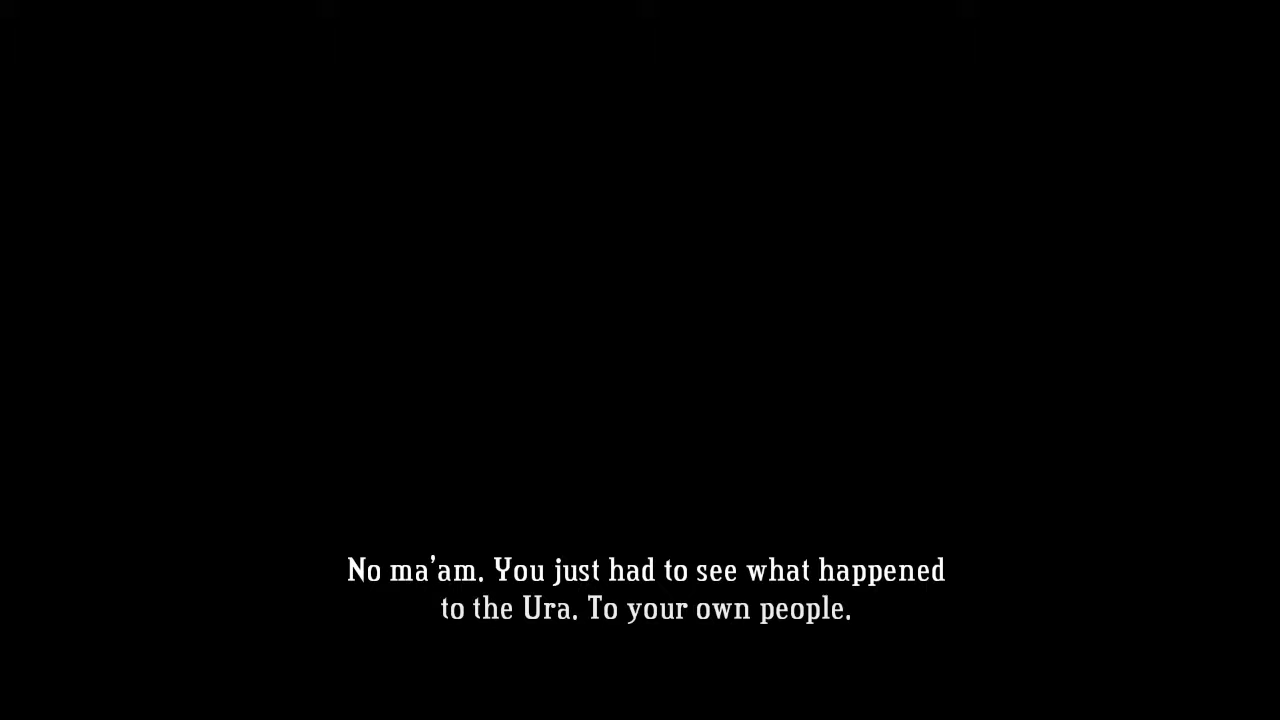 No ma'am. You just had to see what happened
to the Ura. To your own people.